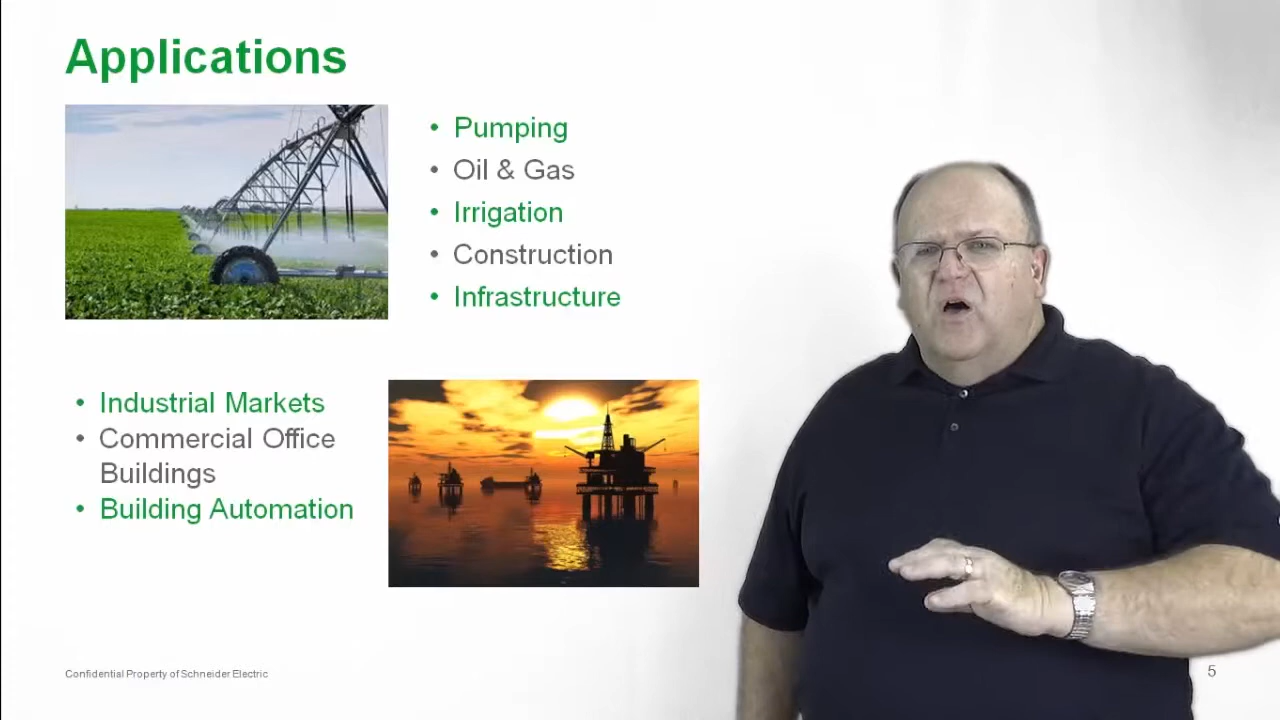 Applications
• Pumping
• Oil & Gas
• Irrigation
• Construction
• Infrastructure
• Industrial Markets
• Commercial Office
Buildings
• Building Automation
Confidential Property of Schneider Electric
5